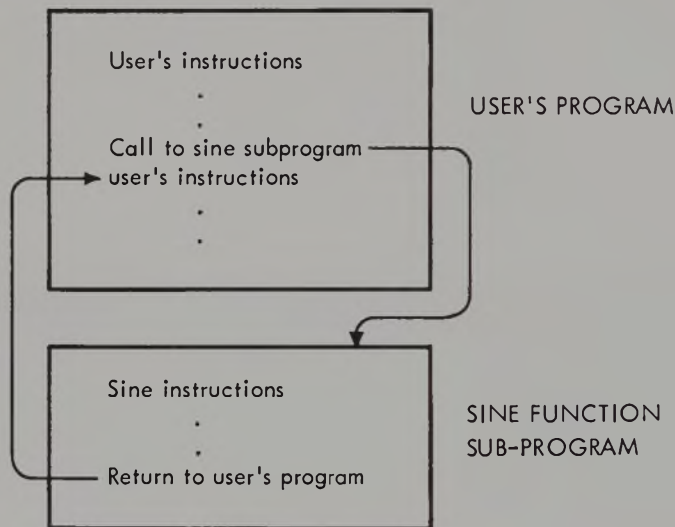 User's instructions
.
.
Call to sine subprogram
user's instructions
.
.
USER'S PROGRAM
Sine instructions
.
.
Return to user's program
SINE FUNCTION
SUB-PROGRAM